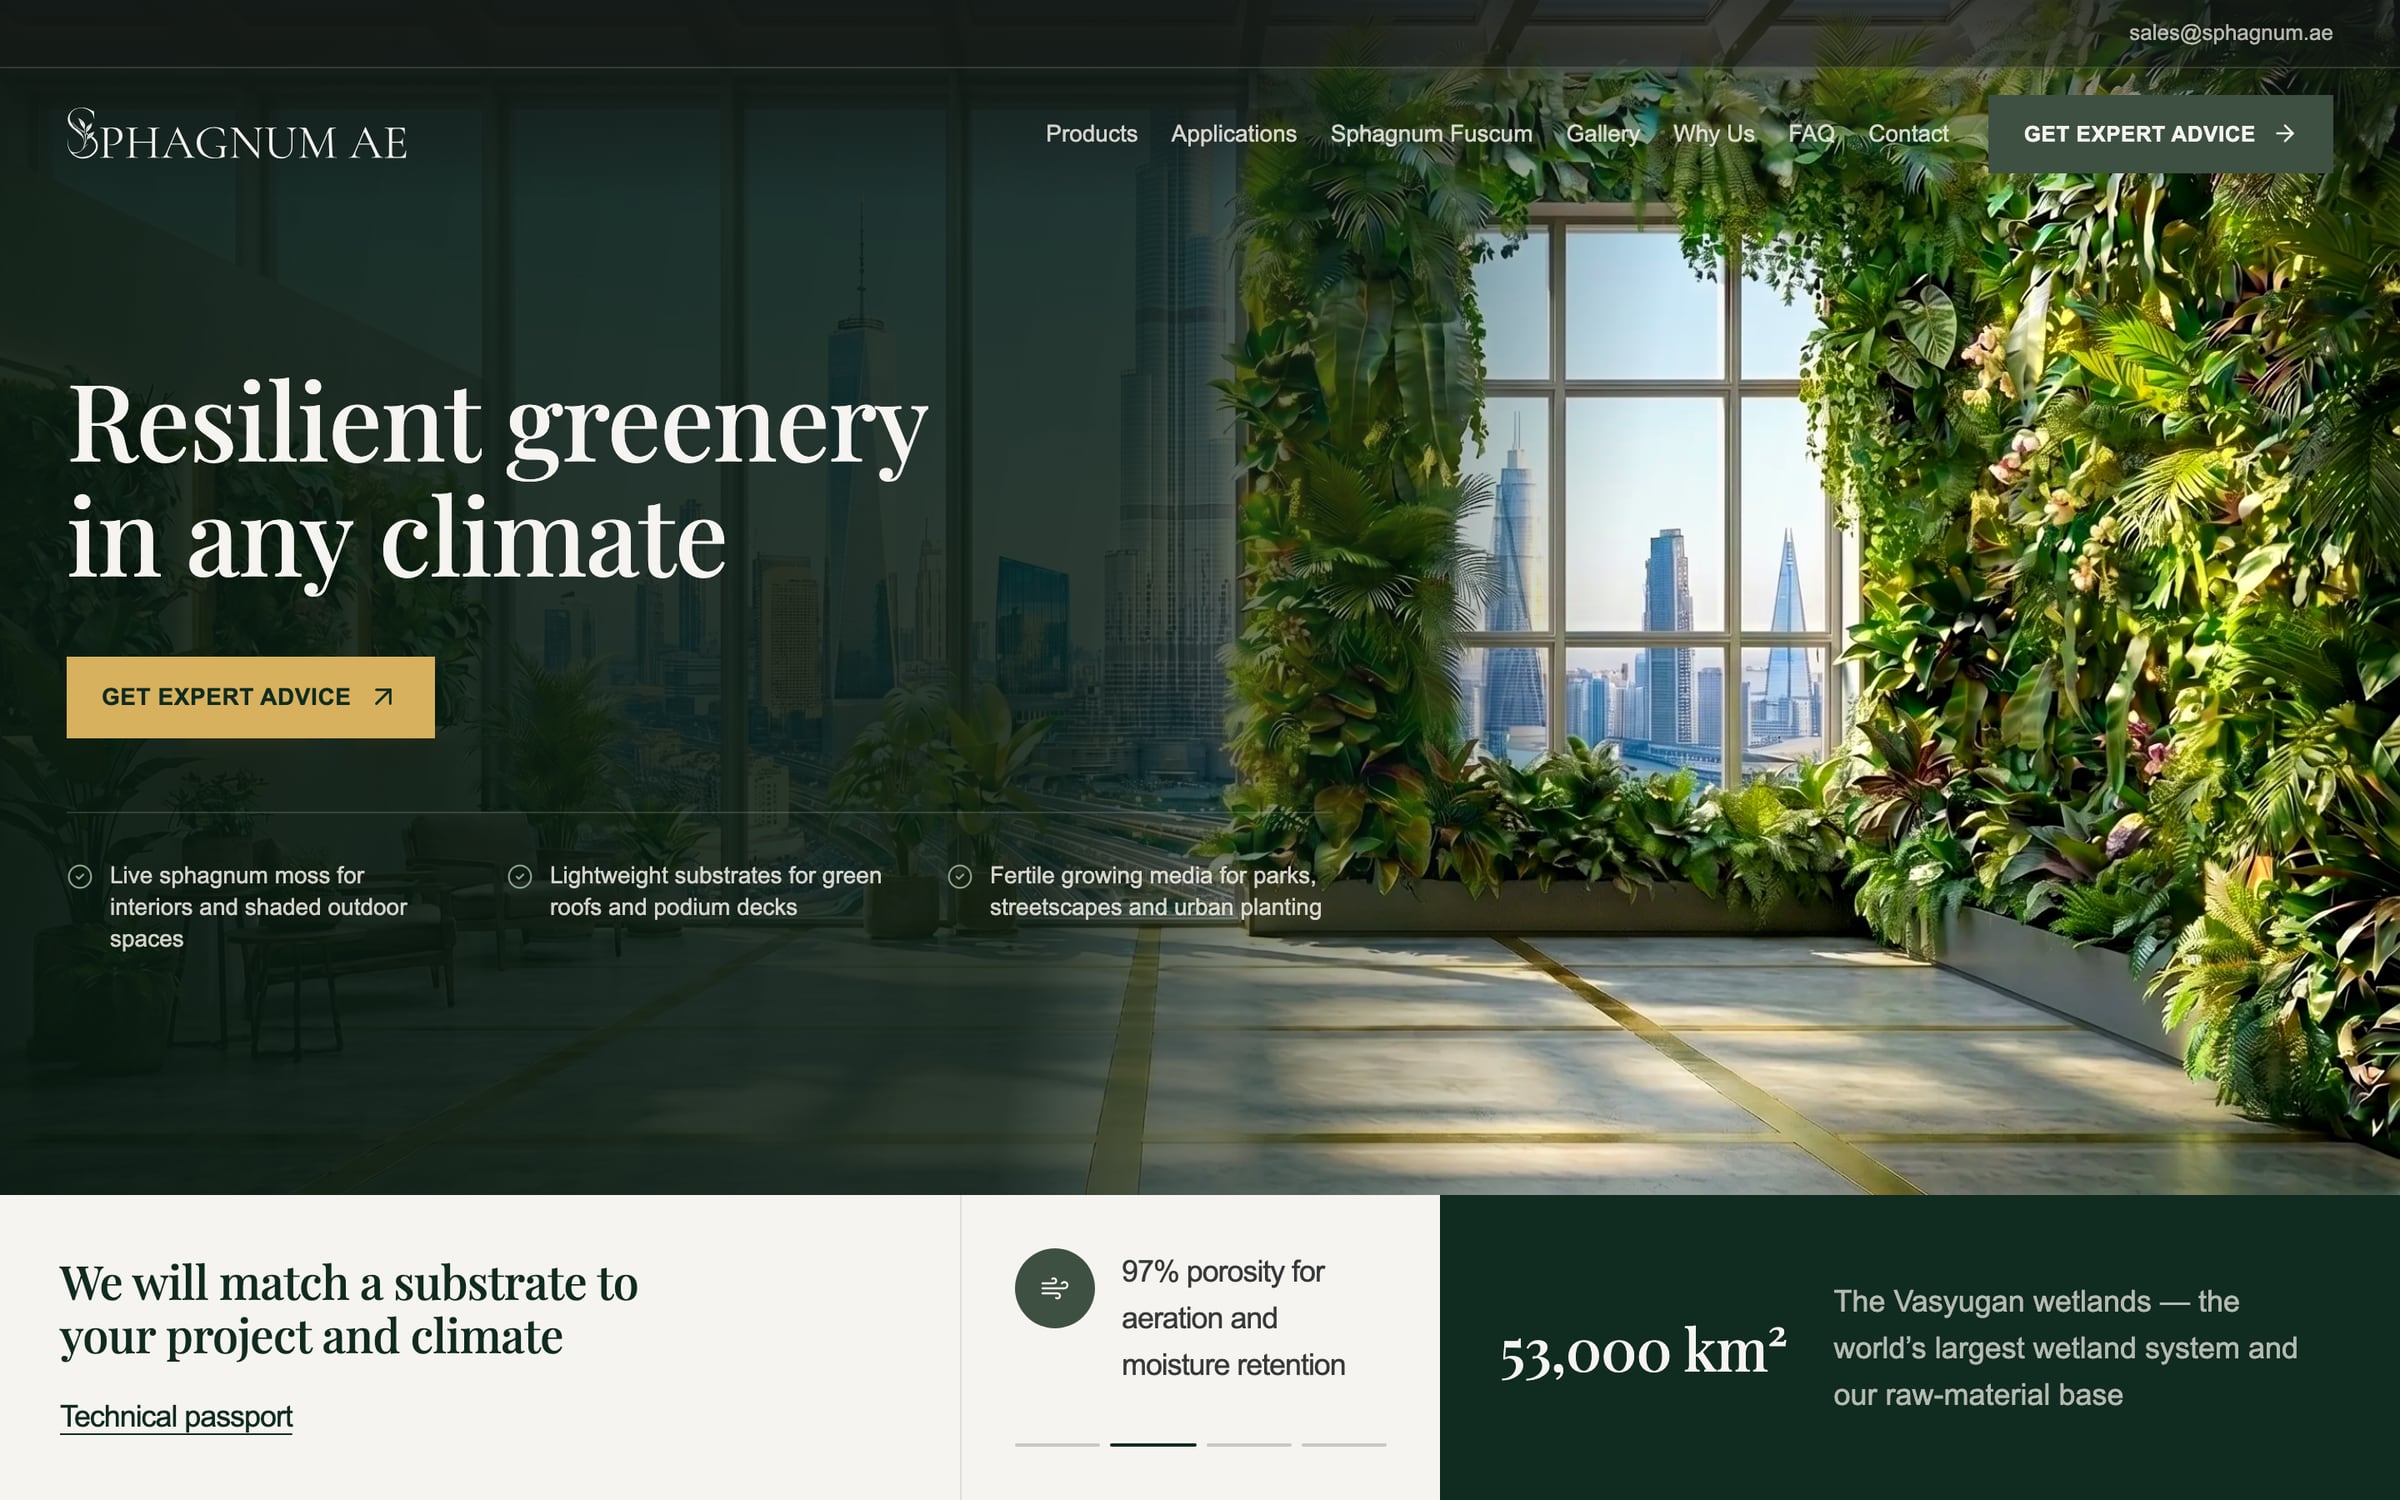 sales@sphagnum.ae
SPHAGNUM AE
Products
Applications
Sphagnum Fuscum
Gallery
Why Us
FAQ
Contact
GET EXPERT ADVICE
Resilient greenery
in any climate
GET EXPERT ADVICE
Live sphagnum moss for
interiors and shaded outdoor
spaces
Lightweight substrates for green
roofs and podium decks
Fertile growing media for parks,
streetscapes and urban planting
We will match a substrate to
your project and climate
Technical passport
97% porosity for
aeration and
moisture retention
53,000 km²
The Vasyugan wetlands — the
world’s largest wetland system and
our raw-material base